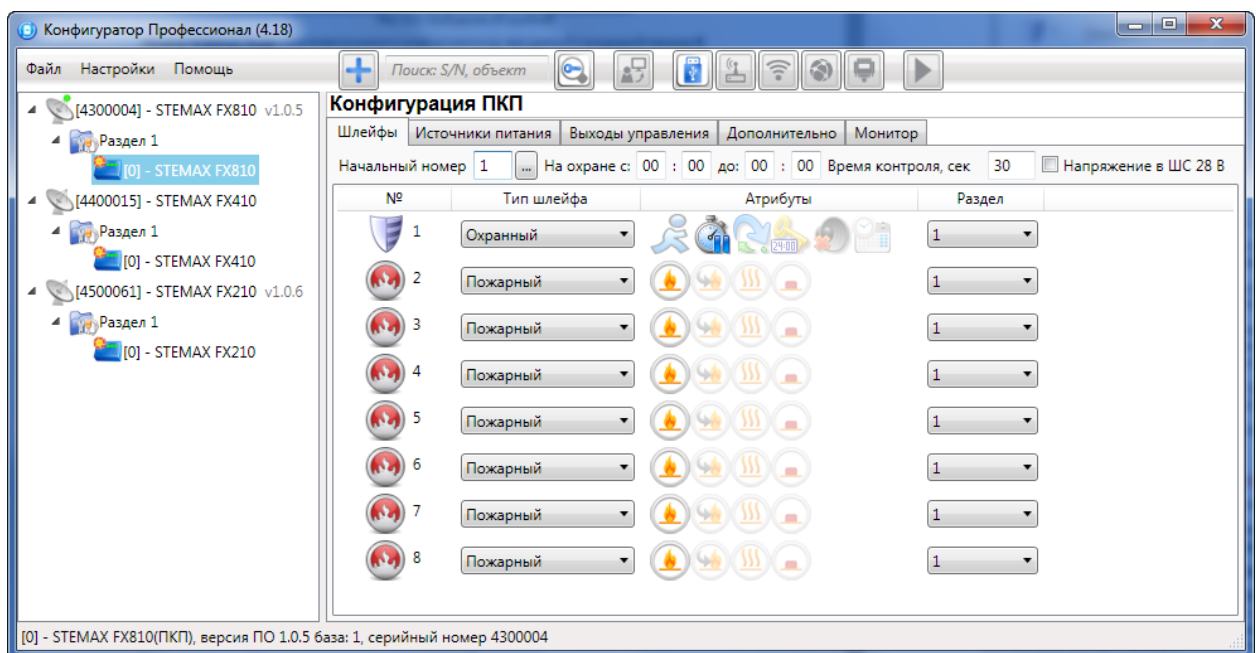 Конфигуратор Профессионал (4.18)
Файл Настройки Помощь
Поиск: S/N, объект
[4300004] - STEMAX FX810 v1.0.5
Раздел 1
[0] - STEMAX FX810
[4400015] - STEMAX FX410
Раздел 1
[0] - STEMAX FX410
[4500061] - STEMAX FX210 v1.0.6
Раздел 1
[0] - STEMAX FX210
Конфигурация ПКП
Шлейфы Источники питания Выходы управления Дополнительно Монитор
Начальный номер 1 ... На охране с: 00 : 00 до: 00 : 00 Время контроля, сек 30 Напряжение в ШС 28 В
№ Тип шлейфа Атрибуты Раздел
1 Охранный 24:00 1
2 Пожарный 1
3 Пожарный 1
4 Пожарный 1
5 Пожарный 1
6 Пожарный 1
7 Пожарный 1
8 Пожарный 1
[0] - STEMAX FX810(ПКП), версия ПО 1.0.5 база: 1, серийный номер 4300004